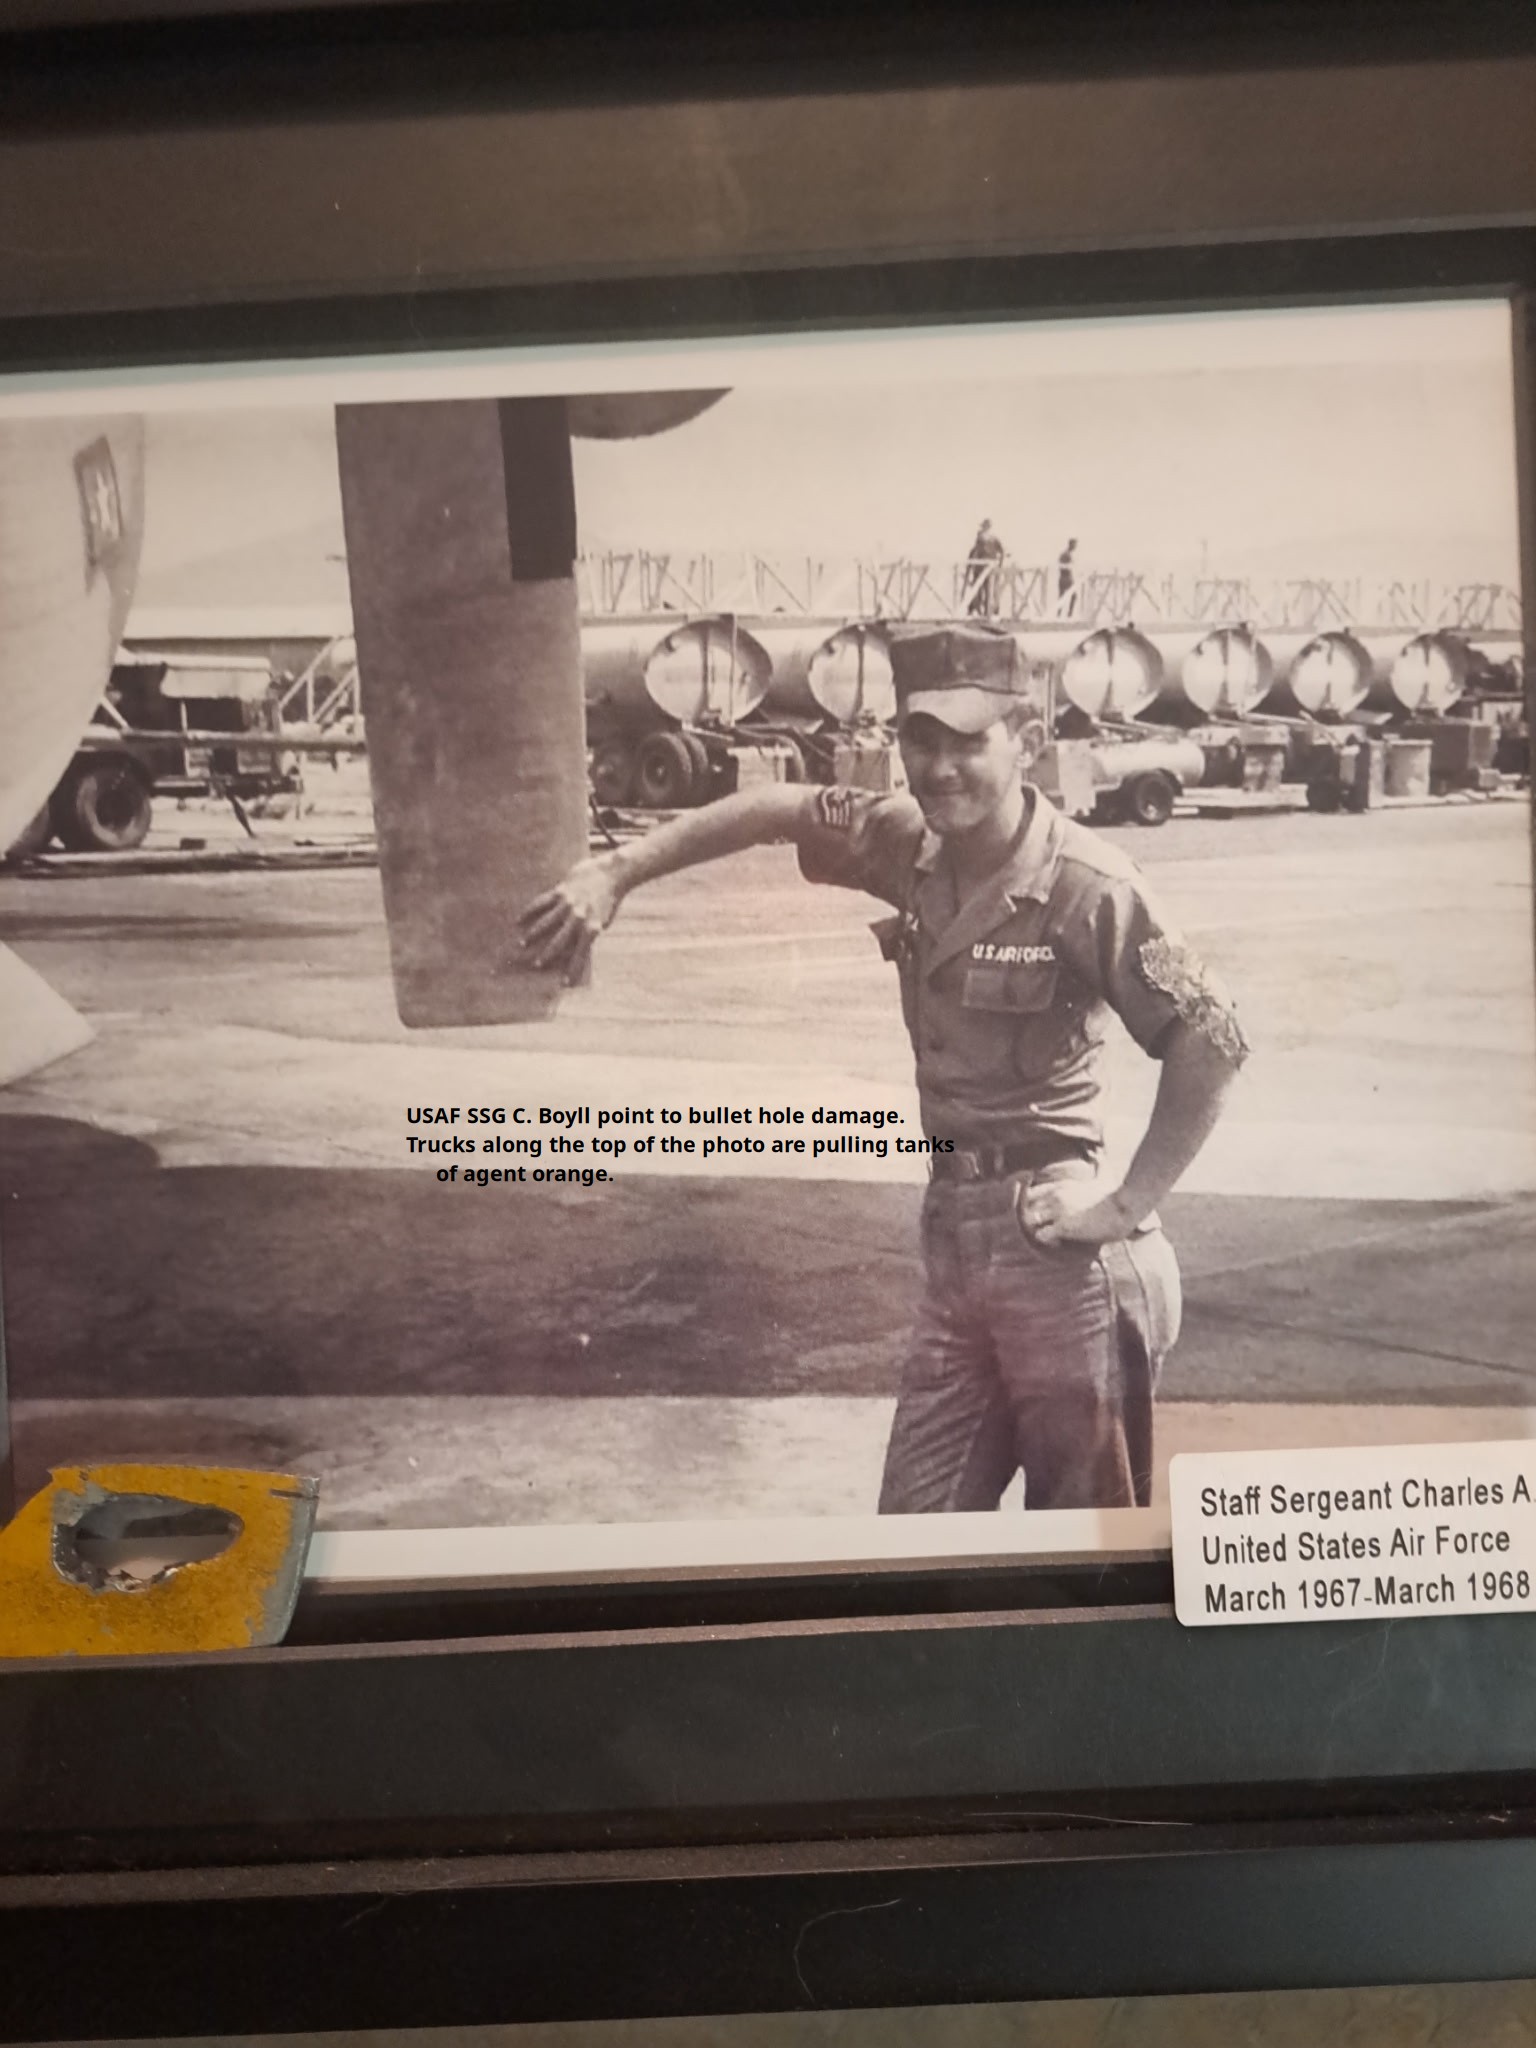 U.S. AIR FORCE
USAF SSG C. Boyll point to bullet hole damage.
Trucks along the top of the photo are pulling tanks
of agent orange.
Staff Sergeant Charles A.
United States Air Force
March 1967-March 1968